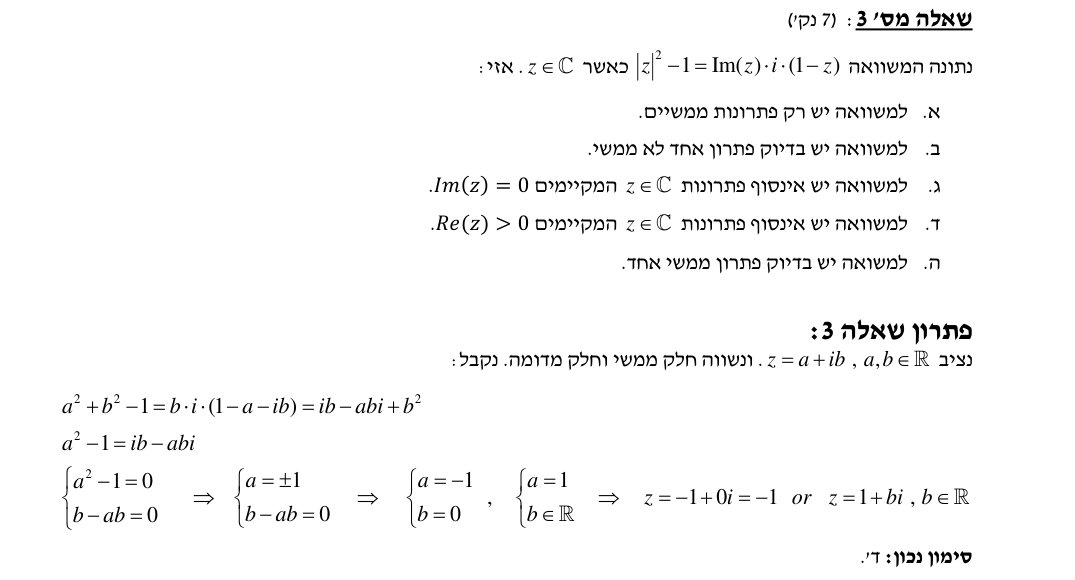 שאלה מס׳ 3 : (7 נק׳)
נתונה המשוואה |z|² − 1 = Im(z)·i·(1−z) כאשר z ∈ ℂ . אזי:
א. למשוואה יש רק פתרונות ממשיים.
ב. למשוואה יש בדיוק פתרון אחד לא ממשי.
ג. למשוואה יש אינסוף פתרונות z ∈ ℂ המקיימים Im(z) = 0.
ד. למשוואה יש אינסוף פתרונות z ∈ ℂ המקיימים Re(z) > 0.
ה. למשואה יש בדיוק פתרון ממשי אחד.
פתרון שאלה 3:
נציב z = a + ib , a,b ∈ ℝ . ונשווה חלק ממשי וחלק מדומה. נקבל:
a² + b² − 1 = b·i·(1 − a − ib) = ib − abi + b²
a² − 1 = ib − abi
{a² − 1 = 0 ; b − ab = 0 ⇒ {a = ±1 ; b − ab = 0 ⇒ {a = −1 ; b = 0 , {a = 1 ; b ∈ ℝ ⇒ z = −1 + 0i = −1 or z = 1 + bi , b ∈ ℝ
סימון נכון: ד׳.